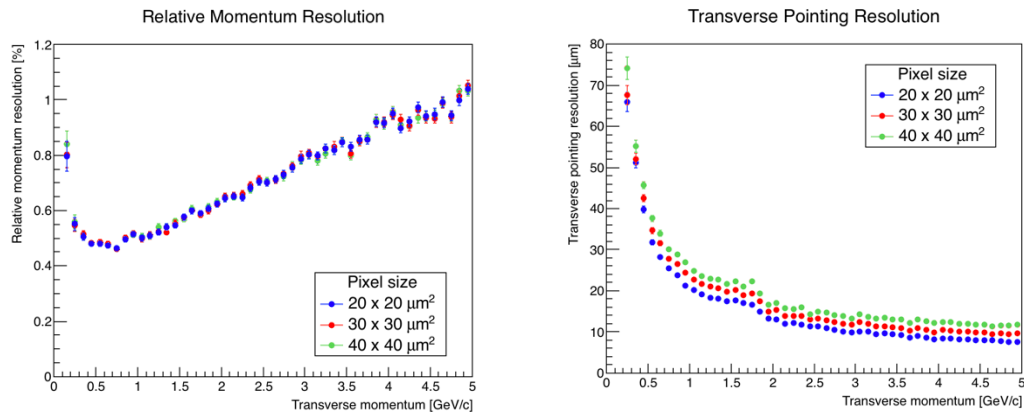 Relative Momentum Resolution
Relative momentum resolution [%]
1.2
1
0.8
0.6
0.4
0.2
0
0
0.5
1
1.5
2
2.5
3
3.5
4
4.5
5
Transverse momentum [GeV/c]
Pixel size
20 x 20 μm²
30 x 30 μm²
40 x 40 μm²
Transverse Pointing Resolution
Transverse pointing resolution [μm]
80
70
60
50
40
30
20
10
0
0
0.5
1
1.5
2
2.5
3
3.5
4
4.5
5
Transverse momentum [GeV/c]
Pixel size
20 x 20 μm²
30 x 30 μm²
40 x 40 μm²